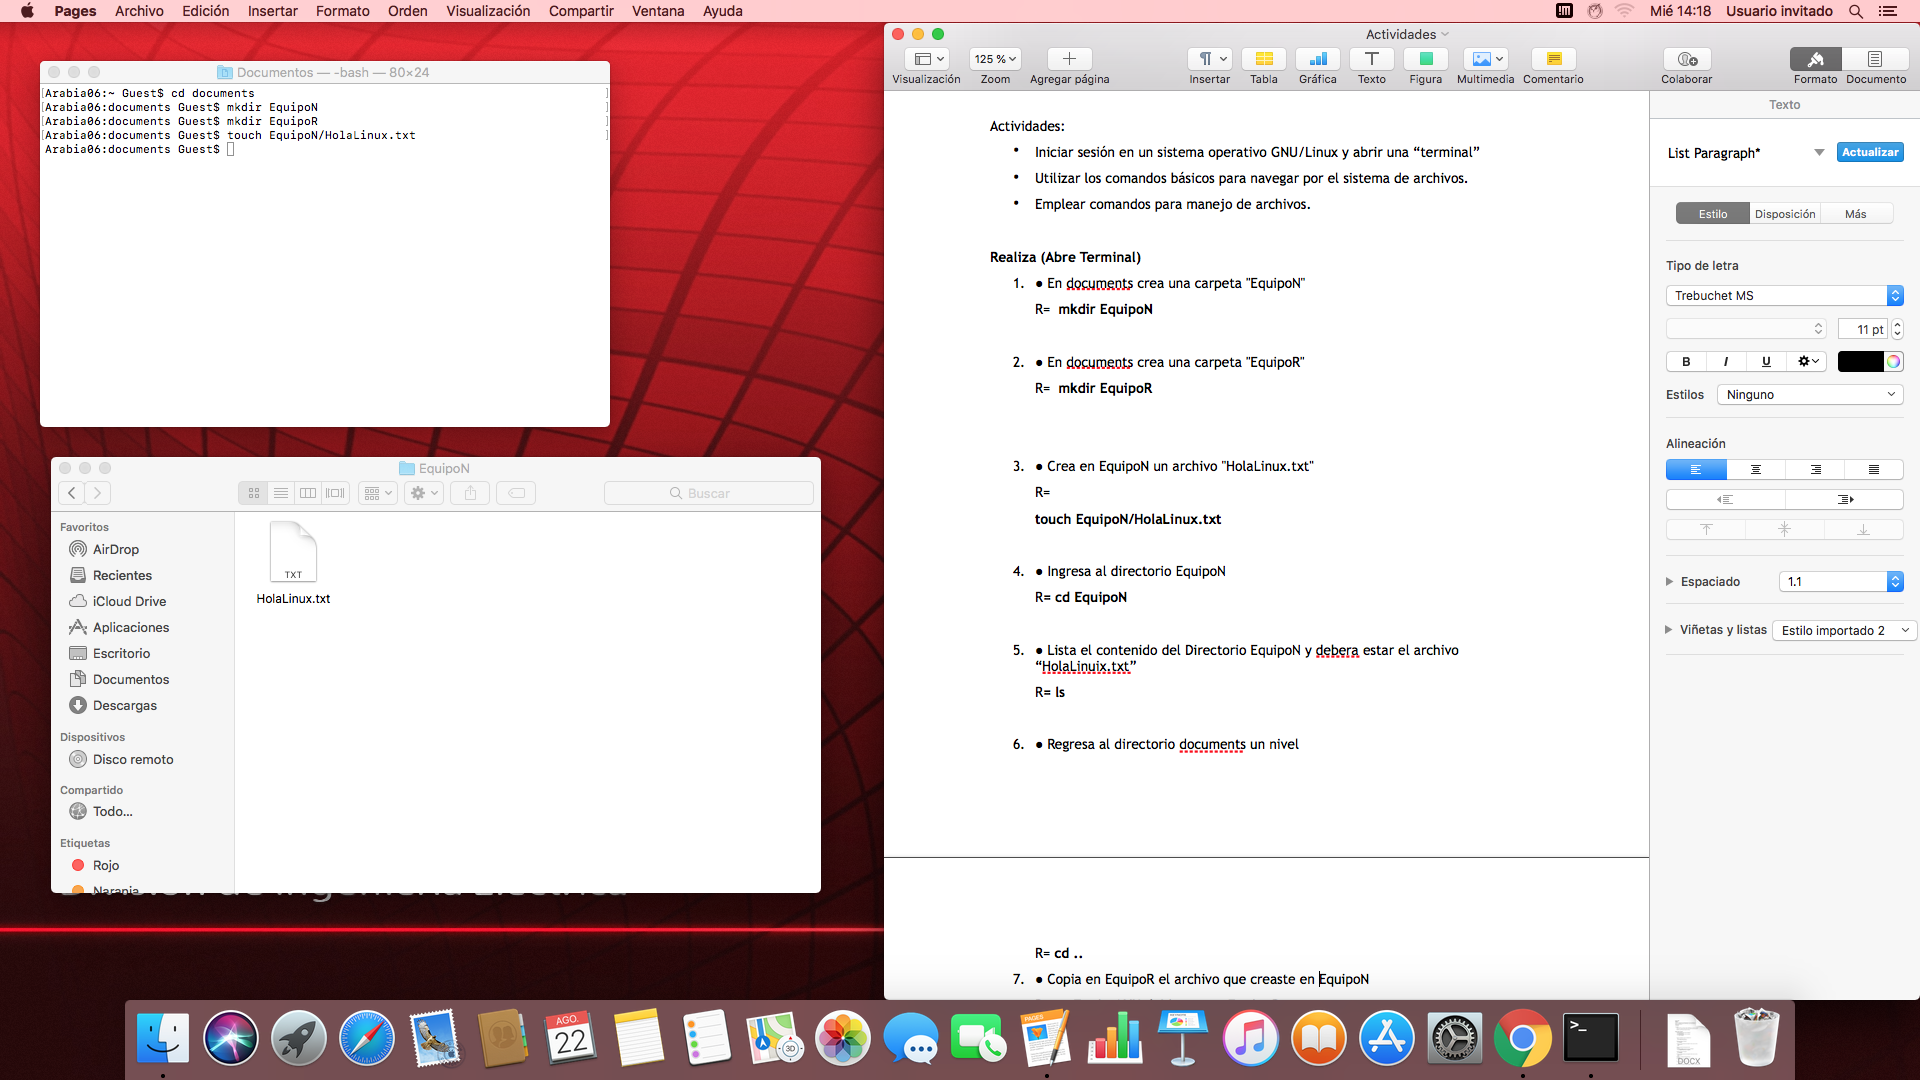 Pages Archivo Edición Insertar Formato Orden Visualización Compartir Ventana Ayuda
Mié 14:18 Usuario invitado
Documentos — -bash — 80×24
Arabia06:~ Guest$ cd documents
Arabia06:documents Guest$ mkdir EquipoN
Arabia06:documents Guest$ mkdir EquipoR
Arabia06:documents Guest$ touch EquipoN/HolaLinux.txt
Arabia06:documents Guest$
EquipoN
Buscar
Favoritos
AirDrop
Recientes
iCloud Drive
Aplicaciones
Escritorio
Documentos
Descargas
Dispositivos
Disco remoto
Compartido
Todo...
Etiquetas
Rojo
Naranja
TXT
HolaLinux.txt
Actividades
125 %
Visualización Zoom Agregar página Insertar Tabla Gráfica Texto Figura Multimedia Comentario Colaborar Formato Documento
Actividades:
• Iniciar sesión en un sistema operativo GNU/Linux y abrir una “terminal”
• Utilizar los comandos básicos para navegar por el sistema de archivos.
• Emplear comandos para manejo de archivos.
Realiza (Abre Terminal)
1. ● En documents crea una carpeta "EquipoN"
R= mkdir EquipoN
2. ● En documents crea una carpeta "EquipoR"
R= mkdir EquipoR
3. ● Crea en EquipoN un archivo "HolaLinux.txt"
R=
touch EquipoN/HolaLinux.txt
4. ● Ingresa al directorio EquipoN
R= cd EquipoN
5. ● Lista el contenido del Directorio EquipoN y debera estar el archivo
“HolaLinuix.txt”
R= ls
6. ● Regresa al directorio documents un nivel
R= cd ..
7. ● Copia en EquipoR el archivo que creaste en EquipoN
Texto
List Paragraph*
Actualizar
Estilo Disposición Más
Tipo de letra
Trebuchet MS
11 pt
B I U
Estilos Ninguno
Alineación
Espaciado 1.1
Viñetas y listas Estilo importado 2
AGO.
22
3D
PAGES
>_
DOCX